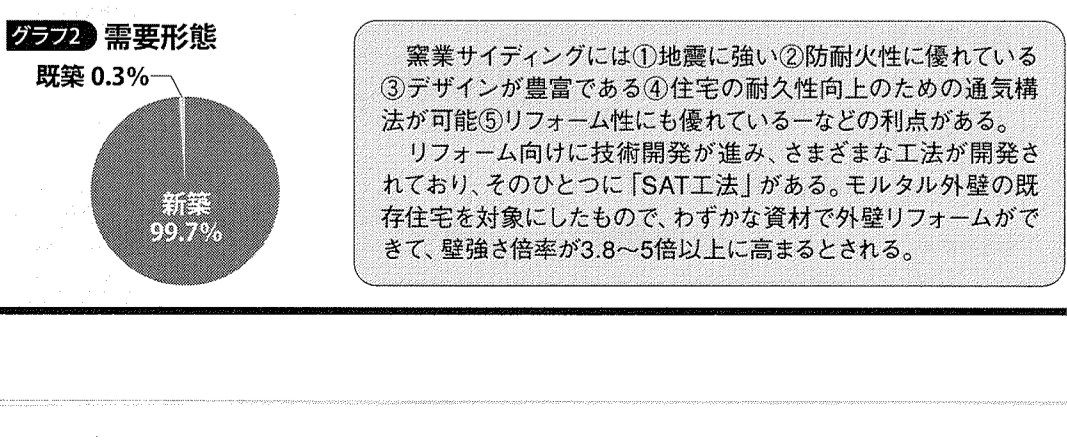 グラフ2 需要形態
既築 0.3%
新築
99.7%
窯業サイディングには①地震に強い②防耐火性に優れている
③デザインが豊富である④住宅の耐久性向上のための通気構
法が可能⑤リフォーム性にも優れているーなどの利点がある。
リフォーム向けに技術開発が進み、さまざまな工法が開発さ
れており、そのひとつに「SAT工法」がある。モルタル外壁の既
存住宅を対象にしたもので、わずかな資材で外壁リフォームがで
きて、壁強さ倍率が3.8〜5倍以上に高まるとされる。